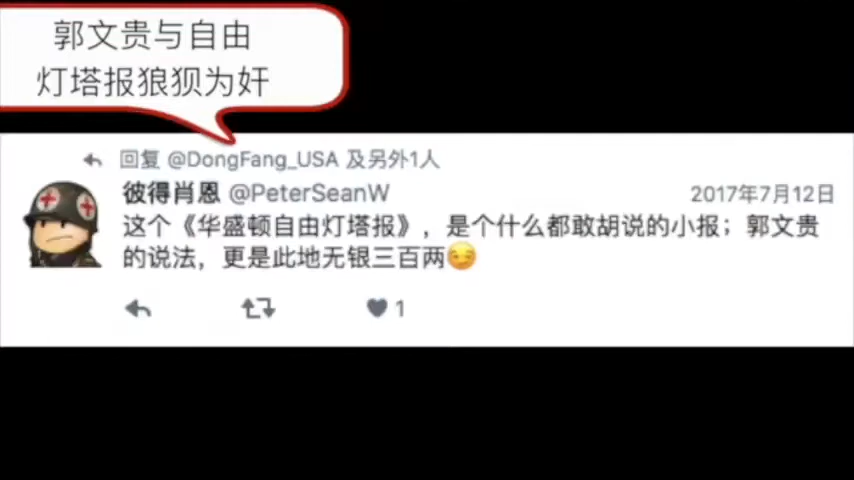 郭文贵与自由
灯塔报狼狈为奸
回复 @DongFang_USA 及另外1人
彼得肖恩 @PeterSeanW 2017年7月12日
这个《华盛顿自由灯塔报》，是个什么都敢胡说的小报；郭文贵
的说法，更是此地无银三百两😏
1